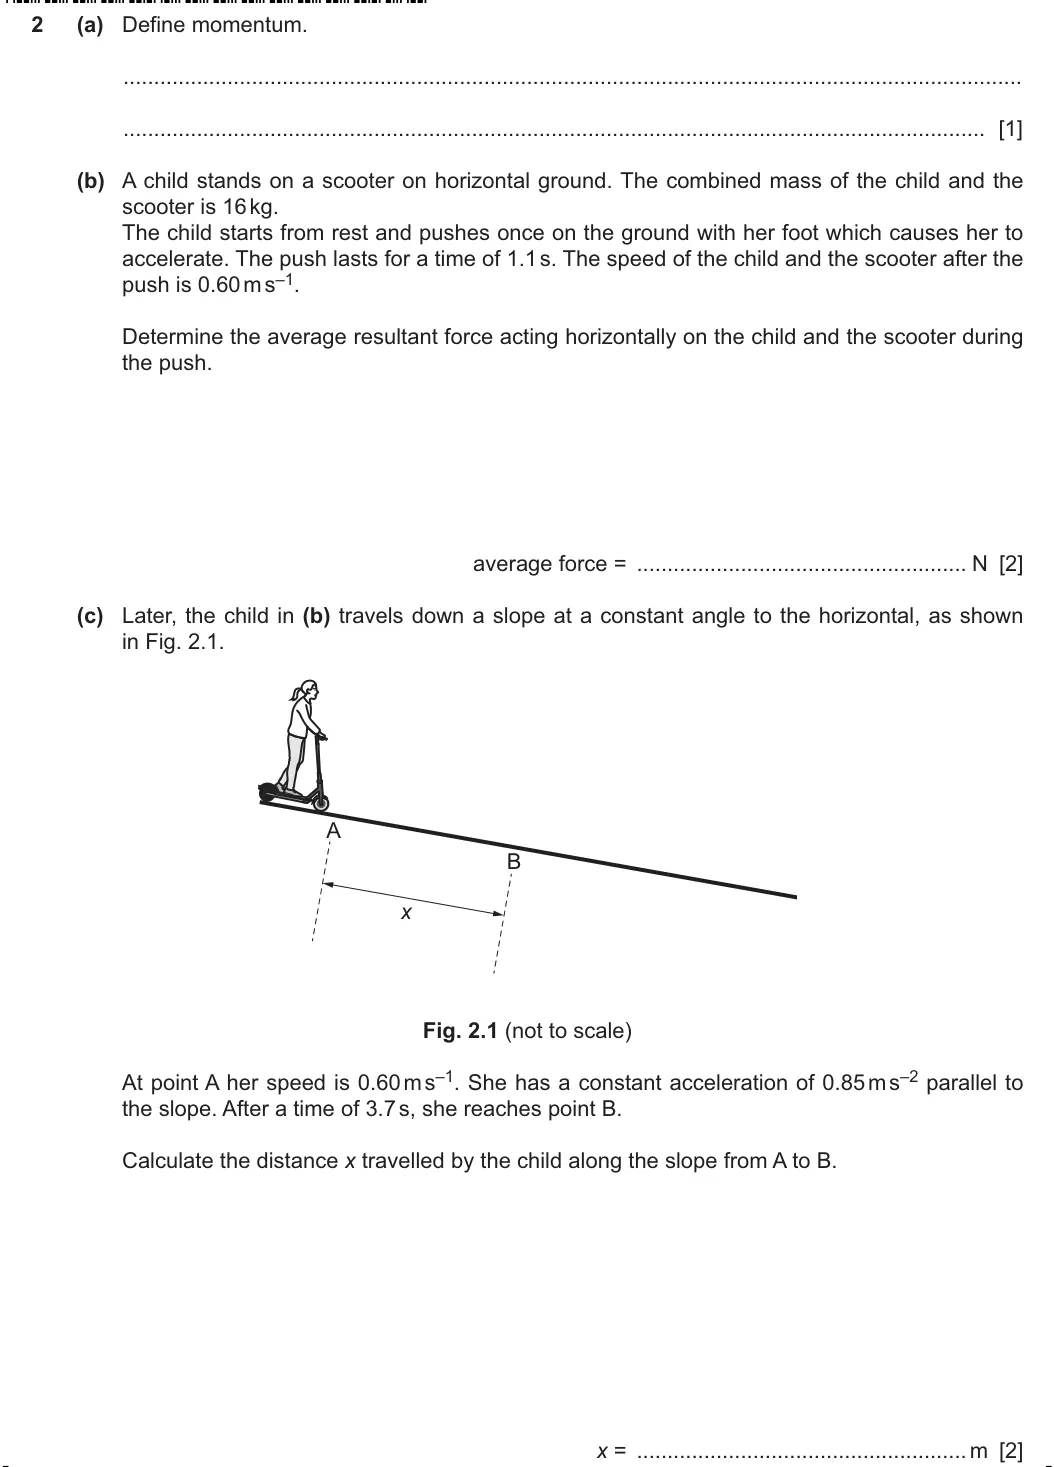 2 (a) Define momentum.
..........................................................................................................................................................
.................................................................................................................................................... [1]
(b) A child stands on a scooter on horizontal ground. The combined mass of the child and the
scooter is 16 kg.
The child starts from rest and pushes once on the ground with her foot which causes her to
accelerate. The push lasts for a time of 1.1 s. The speed of the child and the scooter after the
push is 0.60 m s⁻¹.
Determine the average resultant force acting horizontally on the child and the scooter during
the push.
average force = ...................................................... N [2]
(c) Later, the child in (b) travels down a slope at a constant angle to the horizontal, as shown
in Fig. 2.1.
A
B
x
Fig. 2.1 (not to scale)
At point A her speed is 0.60 m s⁻¹. She has a constant acceleration of 0.85 m s⁻² parallel to
the slope. After a time of 3.7 s, she reaches point B.
Calculate the distance x travelled by the child along the slope from A to B.
x = ...................................................... m [2]